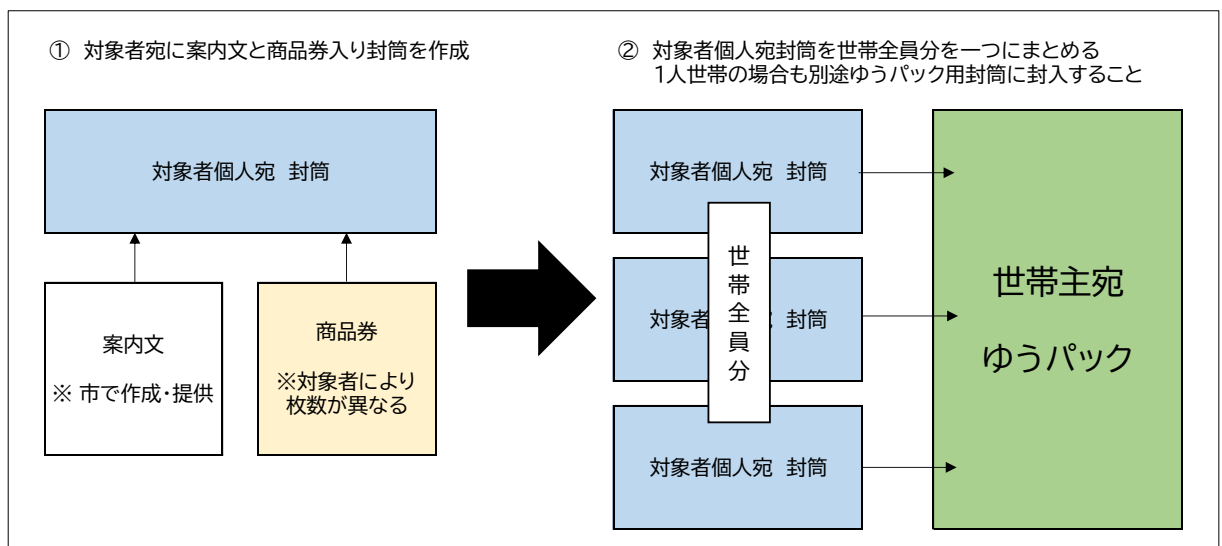 ① 対象者宛に案内文と商品券入り封筒を作成
対象者個人宛 封筒
案内文
※ 市で作成・提供
商品券
※対象者により
枚数が異なる
② 対象者個人宛封筒を世帯全員分を一つにまとめる
1人世帯の場合も別途ゆうパック用封筒に封入すること
対象者個人宛 封筒
対象者 封筒
対象者個人宛 封筒
世帯全員分
世帯主宛
ゆうパック